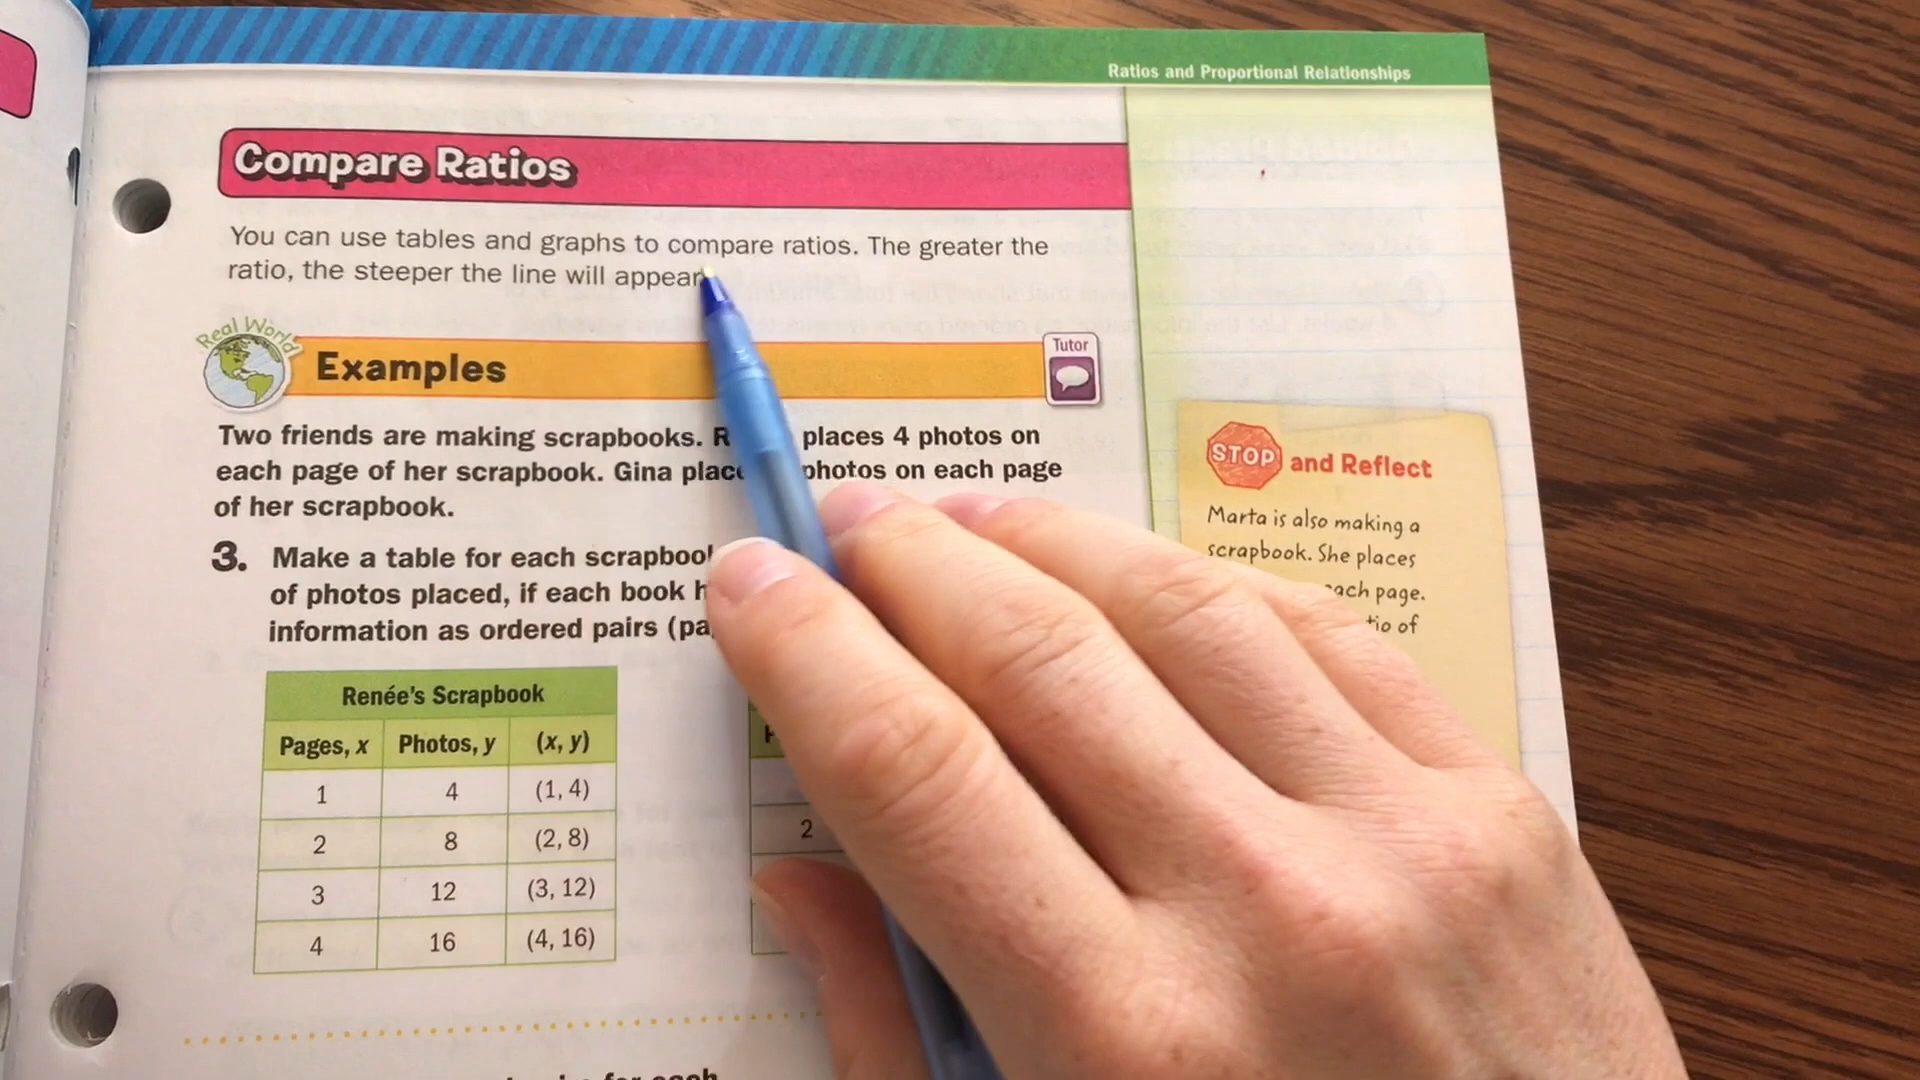 Ratios and Proportional Relationships
Compare Ratios
You can use tables and graphs to compare ratios. The greater the
ratio, the steeper the line will appear
Real World
Examples
Tutor
Two friends are making scrapbooks. places 4 photos on
each page of her scrapbook. Gina photos on each page
of her scrapbook.
3. Make a table for each
of photos placed, if each book
information as ordered pairs
Renée's Scrapbook
Pages, x Photos, y (x, y)
1 4 (1, 4)
2 8 (2, 8)
3 12 (3, 12)
4 16 (4, 16)
2
STOP and Reflect
Marta is also making a
scrapbook. She places
page.
of
each